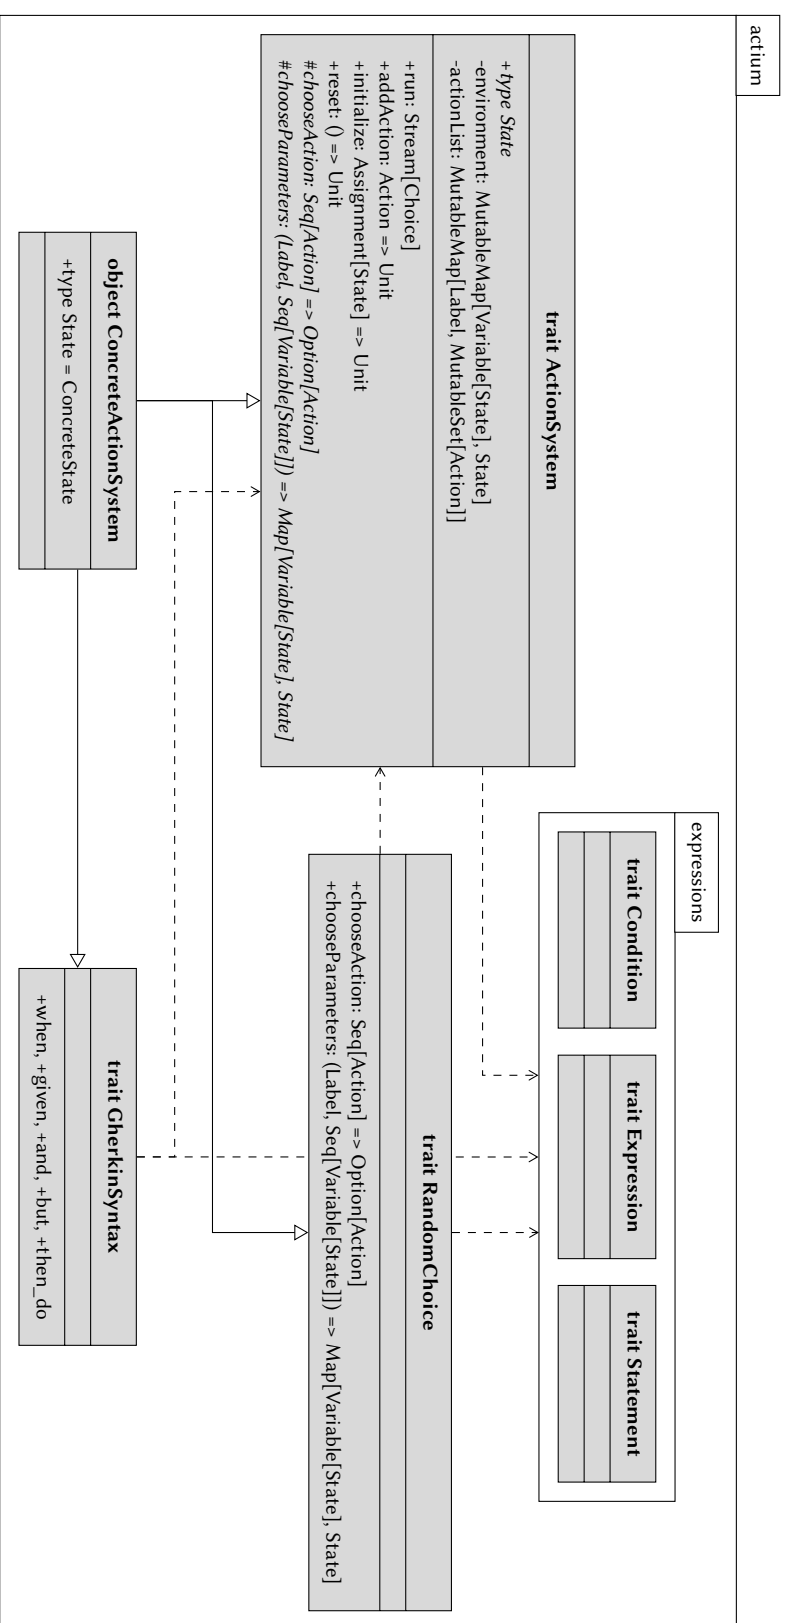 actium
trait ActionSystem
+type State
-environment: MutableMap[Variable[State], State]
-actionList: MutableMap[Label, MutableSet[Action]]
+run: Stream[Choice]
+addAction: Action => Unit
+initialize: Assignment[State] => Unit
+reset: () => Unit
#chooseAction: Seq[Action] => Option[Action]
#chooseParameters: (Label, Seq[Variable[State]]) => Map[Variable[State], State]
expressions
trait Condition
trait Expression
trait Statement
trait RandomChoice
+chooseAction: Seq[Action] => Option[Action]
+chooseParameters: (Label, Seq[Variable[State]]) => Map[Variable[State], State]
object ConcreteActionSystem
+type State = ConcreteState
trait GherkinSyntax
+when, +given, +and, +but, +then_do